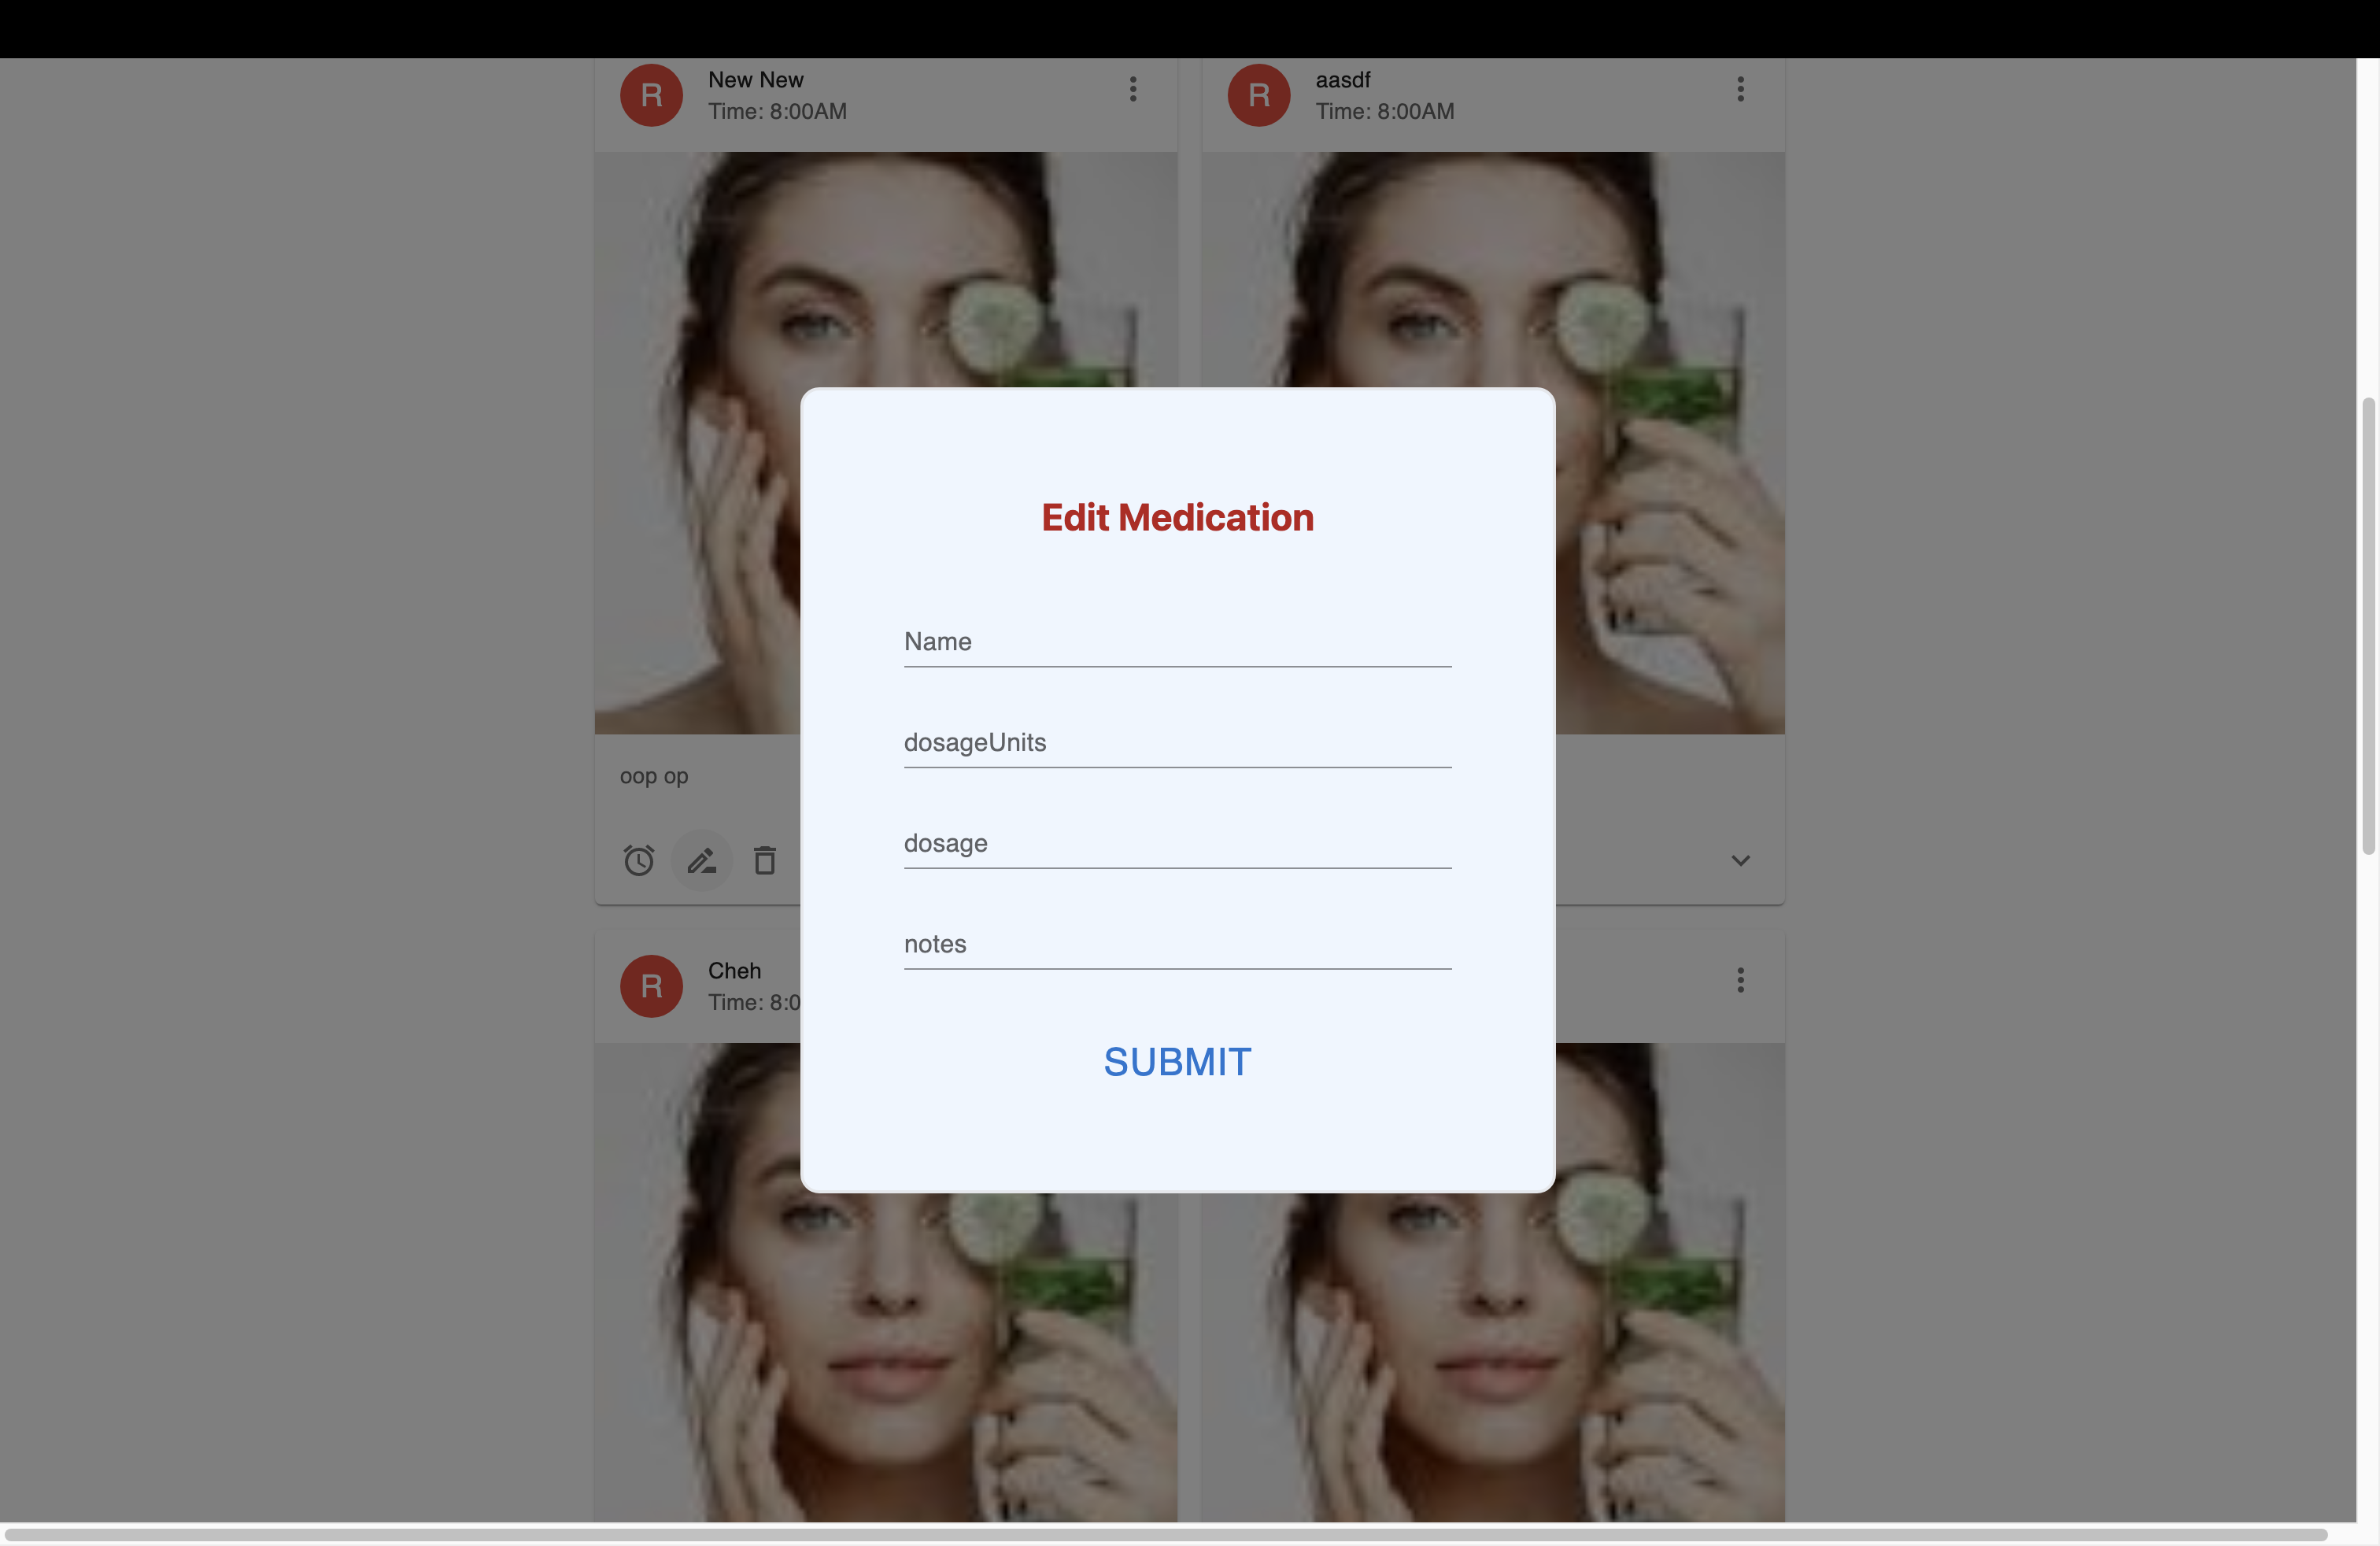 R
New New
Time: 8:00AM
R
aasdf
Time: 8:00AM
Edit Medication
Name
dosageUnits
dosage
notes
SUBMIT
oop op
R
Cheh
Time: 8:0